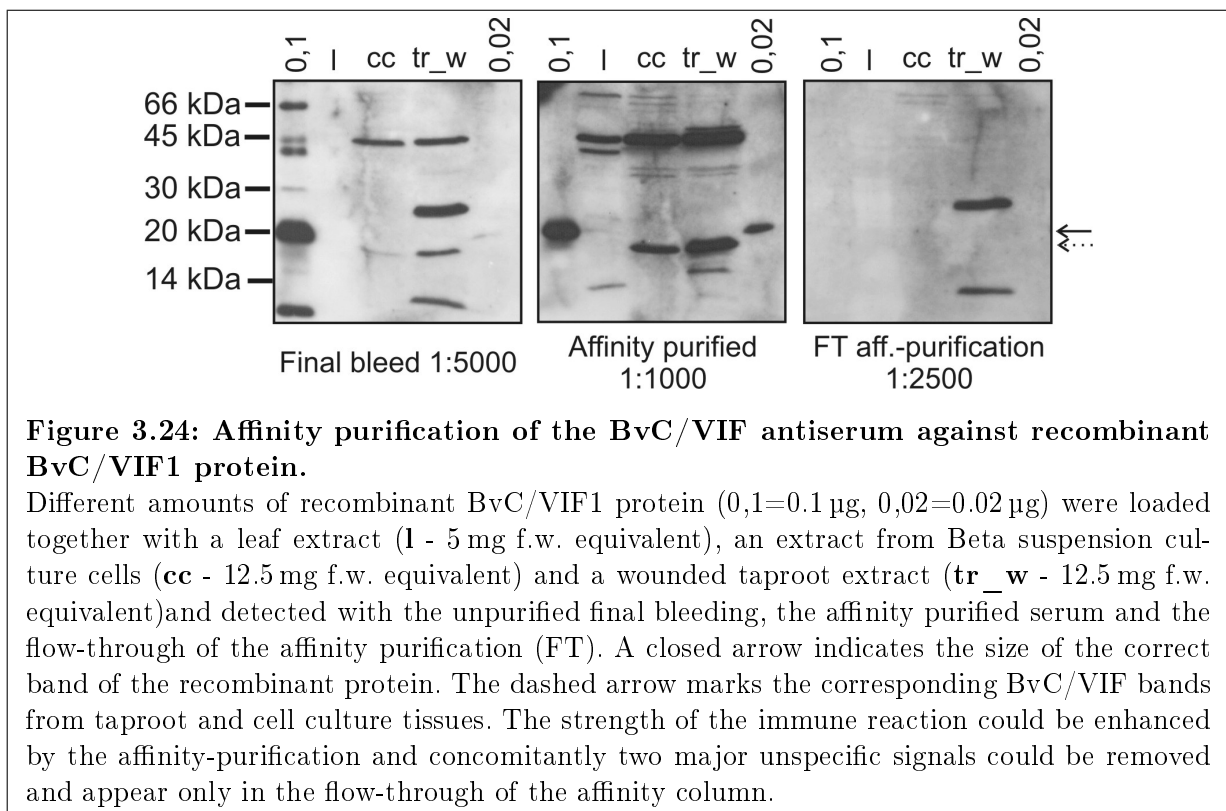 0,1 l cc tr_w 0,02 0,1 l cc tr_w 0,02 0,1 l cc tr_w 0,02
66 kDa
45 kDa
30 kDa
20 kDa
14 kDa
Final bleed 1:5000
Affinity purified
1:1000
FT aff.-purification
1:2500
Figure 3.24: Affinity purification of the BvC/VIF antiserum against recombinant
BvC/VIF1 protein.
Different amounts of recombinant BvC/VIF1 protein (0,1=0.1 µg, 0,02=0.02 µg) were loaded
together with a leaf extract (l - 5 mg f.w. equivalent), an extract from Beta suspension cul-
ture cells (cc - 12.5 mg f.w. equivalent) and a wounded taproot extract (tr_w - 12.5 mg f.w.
equivalent)and detected with the unpurified final bleeding, the affinity purified serum and the
flow-through of the affinity purification (FT). A closed arrow indicates the size of the correct
band of the recombinant protein. The dashed arrow marks the corresponding BvC/VIF bands
from taproot and cell culture tissues. The strength of the immune reaction could be enhanced
by the affinity-purification and concomitantly two major unspecific signals could be removed
and appear only in the flow-through of the affinity column.